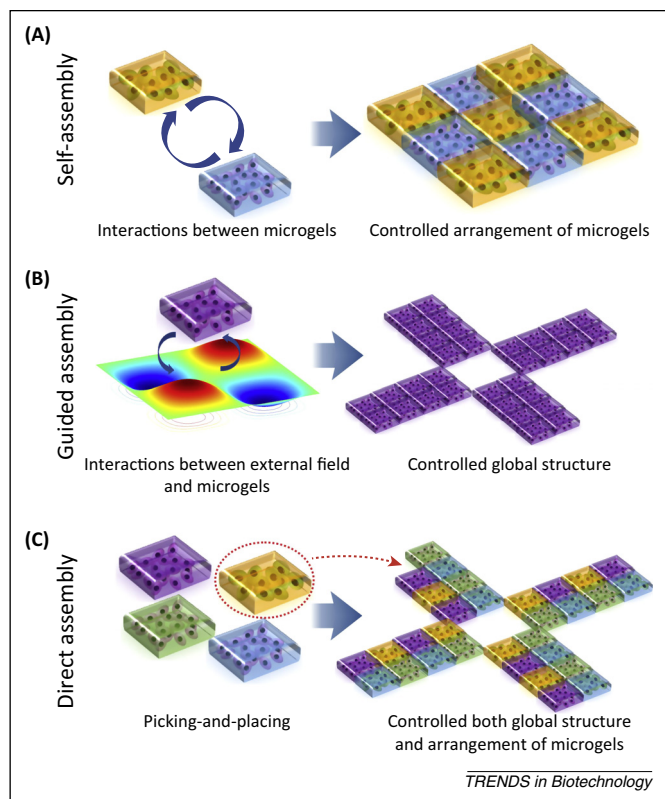 (A)
Self-assembly
Interactions between microgels
Controlled arrangement of microgels
(B)
Guided assembly
Interactions between external field
and microgels
Controlled global structure
(C)
Direct assembly
Picking-and-placing
Controlled both global structure
and arrangement of microgels
TRENDS in Biotechnology